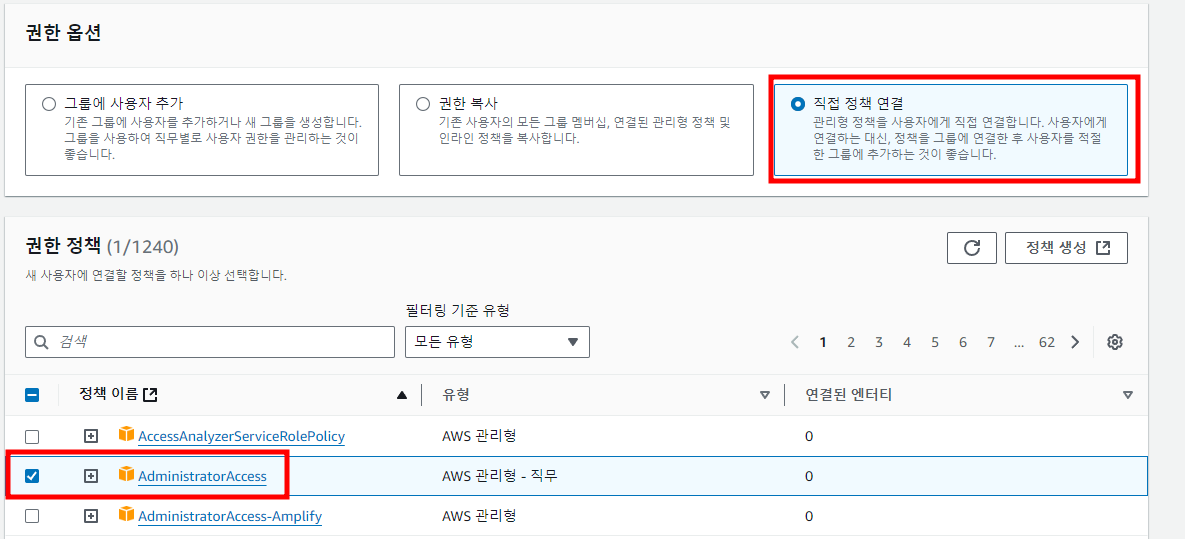 권한 옵션
그룹에 사용자 추가
기존 그룹에 사용자를 추가하거나 새 그룹을 생성합니다.
그룹을 사용하여 직무별로 사용자 권한을 관리하는 것이
좋습니다.
권한 복사
기존 사용자의 모든 그룹 멤버십, 연결된 관리형 정책 및
인라인 정책을 복사합니다.
직접 정책 연결
관리형 정책을 사용자에게 직접 연결합니다. 사용자에게
연결하는 대신, 정책을 그룹에 연결한 후 사용자를 적절
한 그룹에 추가하는 것이 좋습니다.
권한 정책 (1/1240)
정책 생성
새 사용자에 연결할 정책을 하나 이상 선택합니다.
필터링 기준 유형
검색
모든 유형
1 2 3 4 5 6 7 ... 62
정책 이름 유형 연결된 엔터티
AccessAnalyzerServiceRolePolicy AWS 관리형 0
AdministratorAccess AWS 관리형 - 직무 0
AdministratorAccess-Amplify AWS 관리형 0